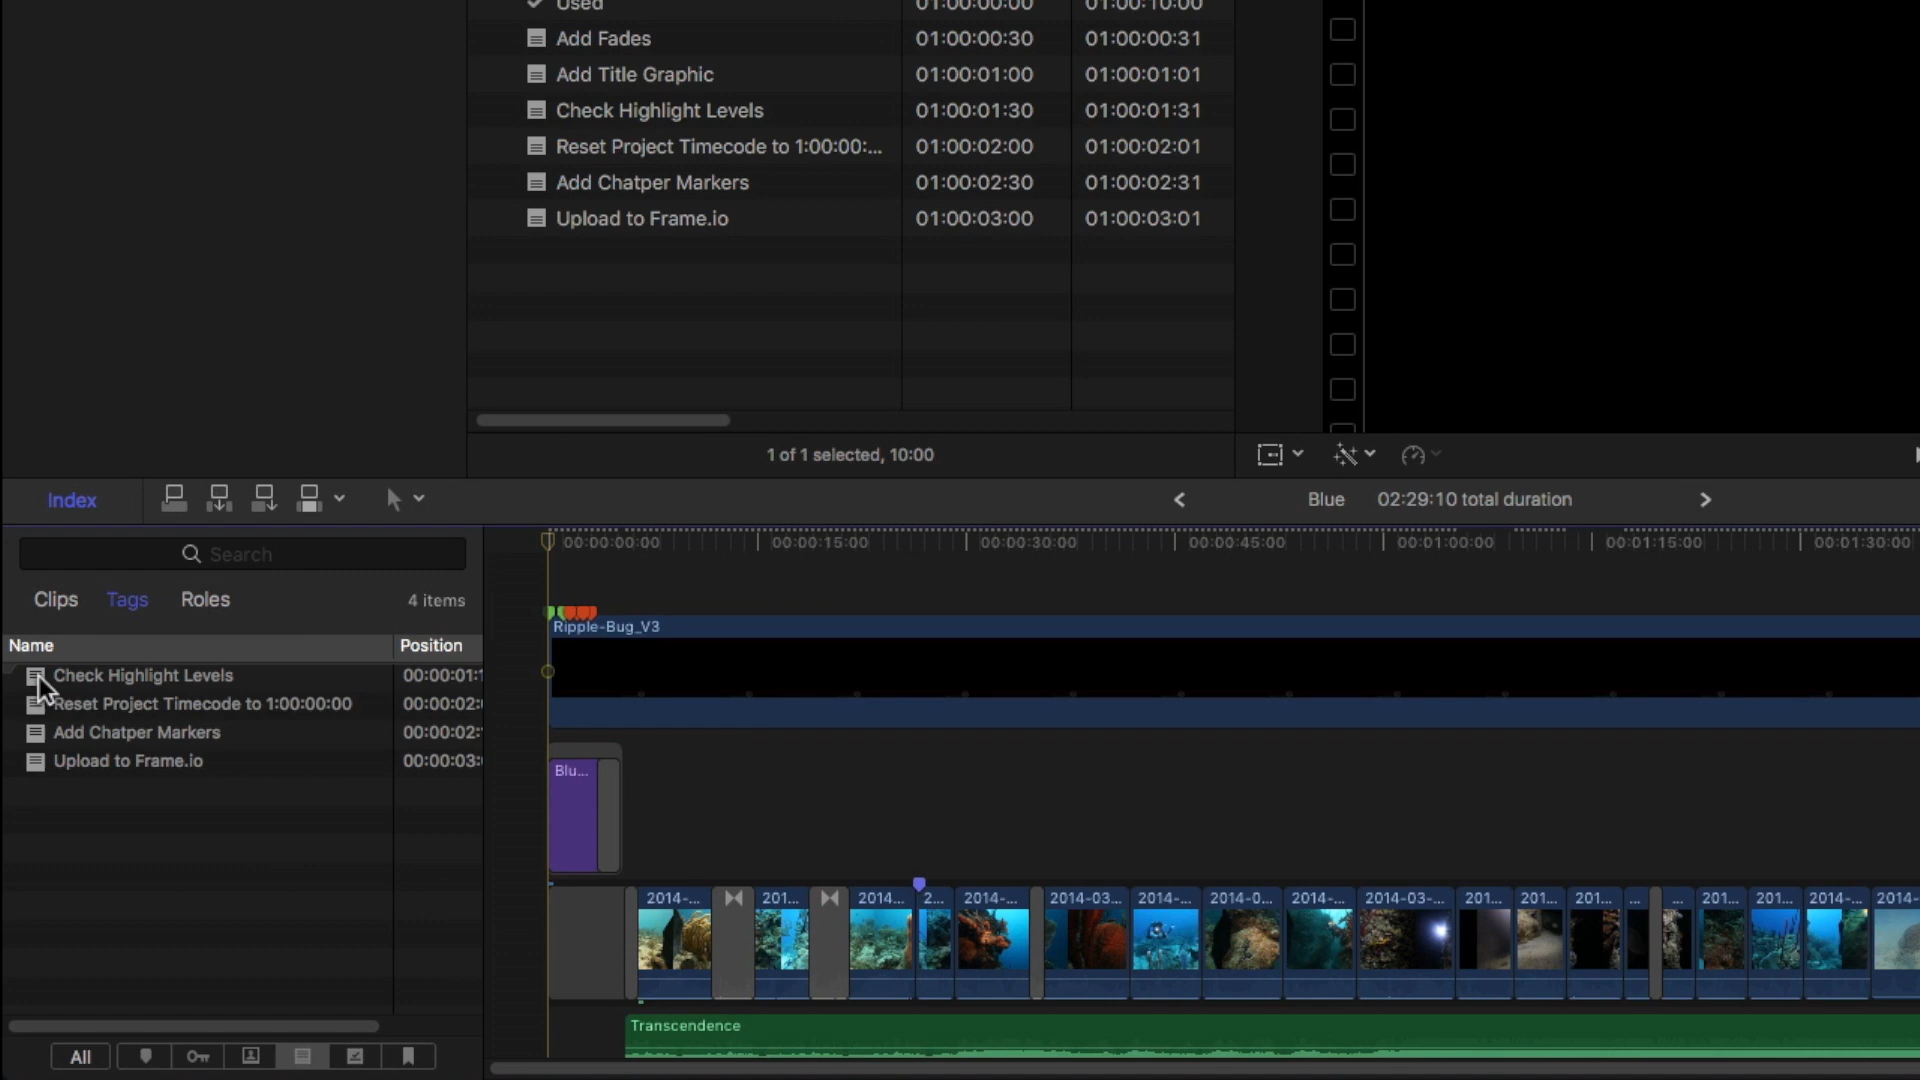 Used 01:00:00:00 01:00:10:00
Add Fades 01:00:00:30 01:00:00:31
Add Title Graphic 01:00:01:00 01:00:01:01
Check Highlight Levels 01:00:01:30 01:00:01:31
Reset Project Timecode to 1:00:00:... 01:00:02:00 01:00:02:01
Add Chatper Markers 01:00:02:30 01:00:02:31
Upload to Frame.io 01:00:03:00 01:00:03:01
1 of 1 selected, 10:00
Index
Blue 02:29:10 total duration
Search
00:00:00:00 00:00:15:00 00:00:30:00 00:00:45:00 00:01:00:00 00:01:15:00 00:01:30:00
Clips Tags Roles 4 items
Ripple-Bug_V3
Name Position
Check Highlight Levels 00:00:01:
Reset Project Timecode to 1:00:00:00 00:00:02:
Add Chatper Markers 00:00:02:
Upload to Frame.io 00:00:03:
Blu...
2014-... 201... 2014... 2... 2014-... 2014-03... 2014-... 2014-0... 2014-... 2014-03-... 201... 201... 201... ... ... 201... 201... 2014-... 2014-
Transcendence
All